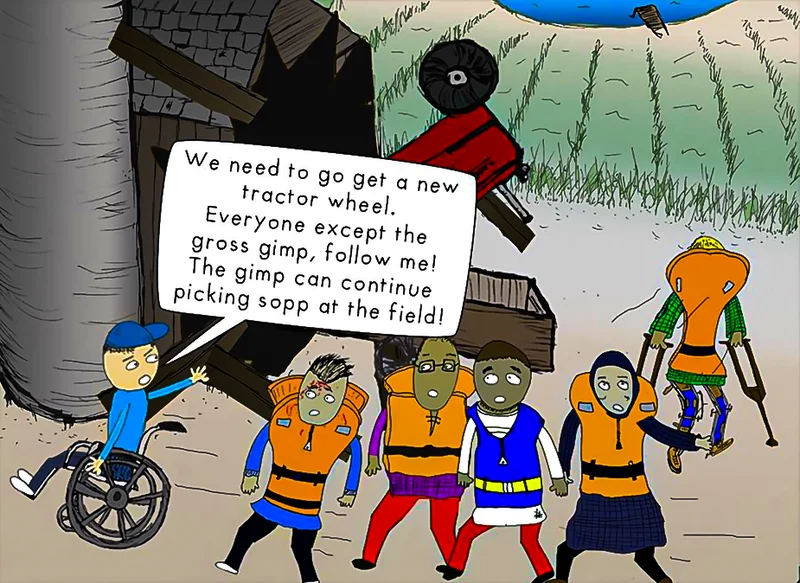 We need to go get a new
tractor wheel.
Everyone except the
gross gimp, follow me!
The gimp can continue
picking sopp at the field!